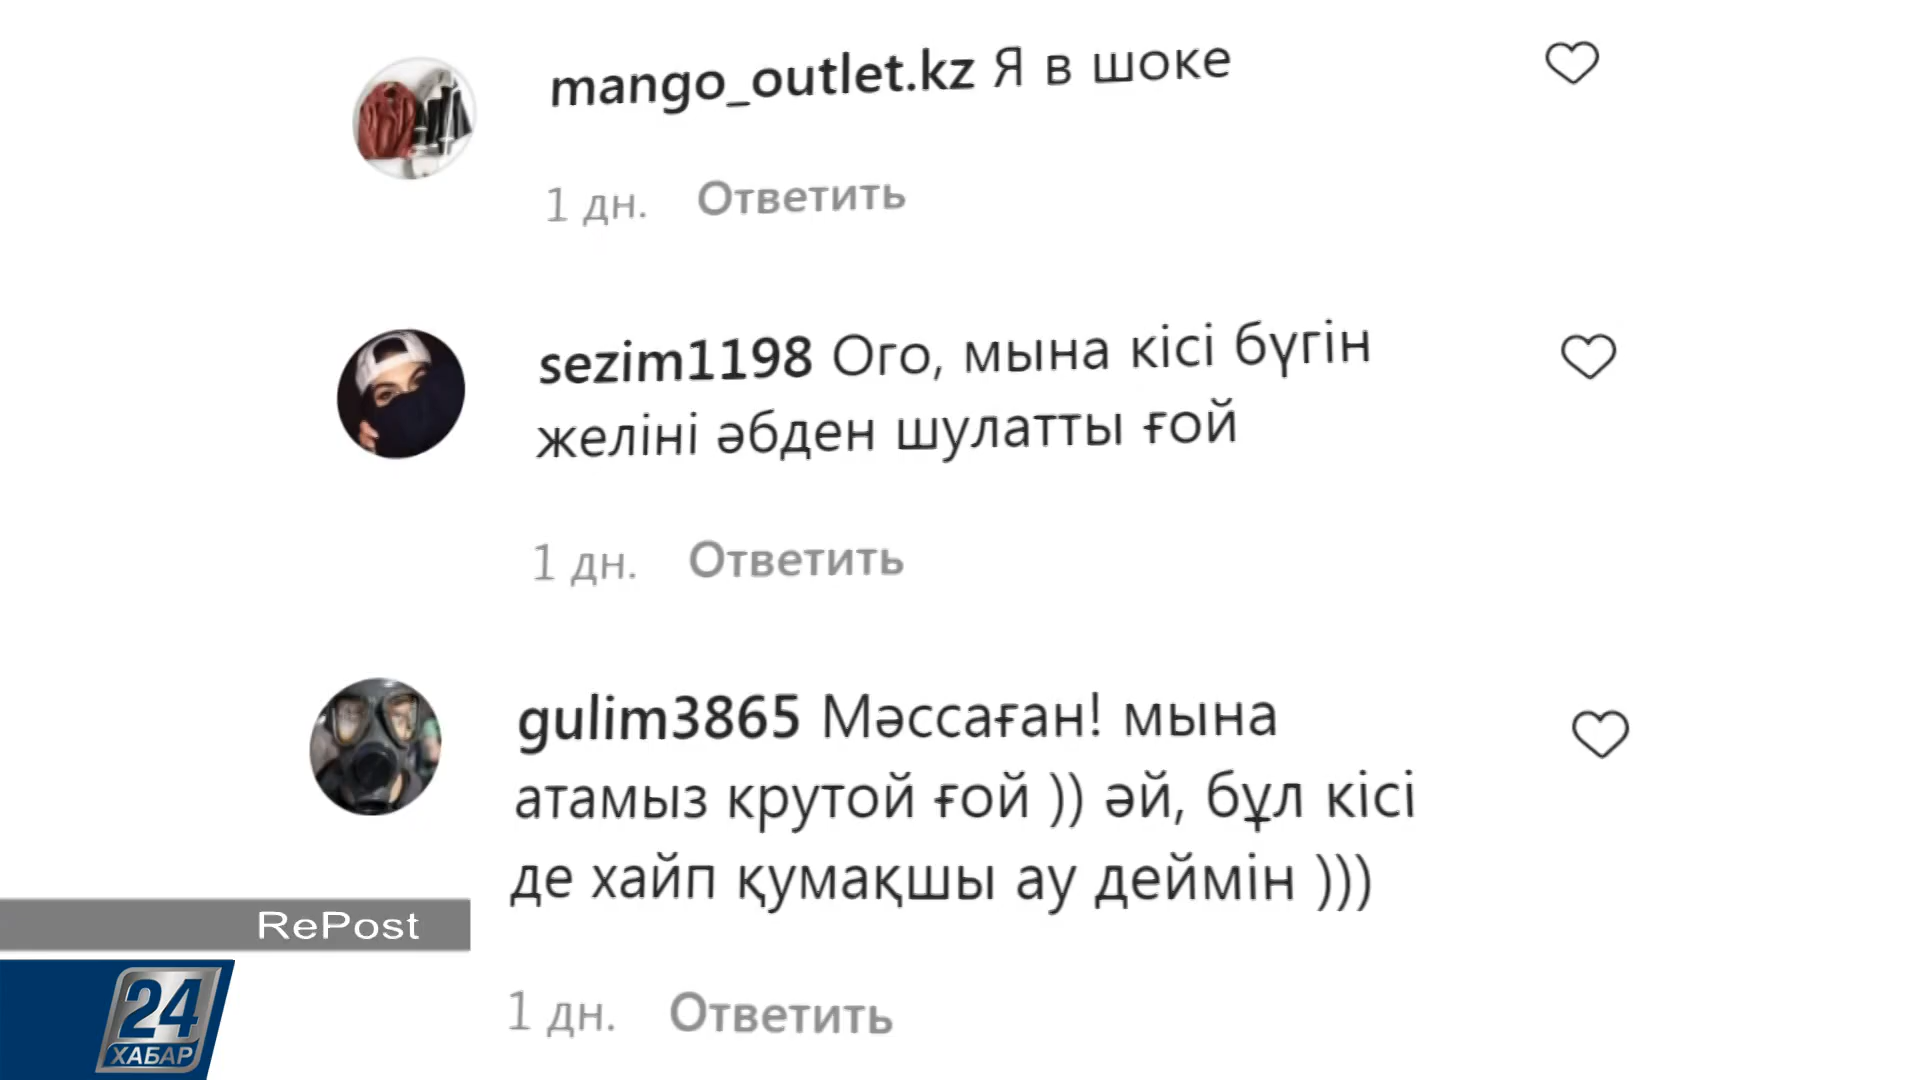 mango_outlet.kz Я в шоке
1 дн. Ответить
sezim1198 Ого, мына кісі бүгін
желіні әбден шулатты ғой
1 дн. Ответить
gulim3865 Мәссаған! мына
атамыз крутой ғой )) әй, бұл кісі
де хайп қумақшы ау деймін )))
1 дн. Ответить
RePost
24
ХАБАР